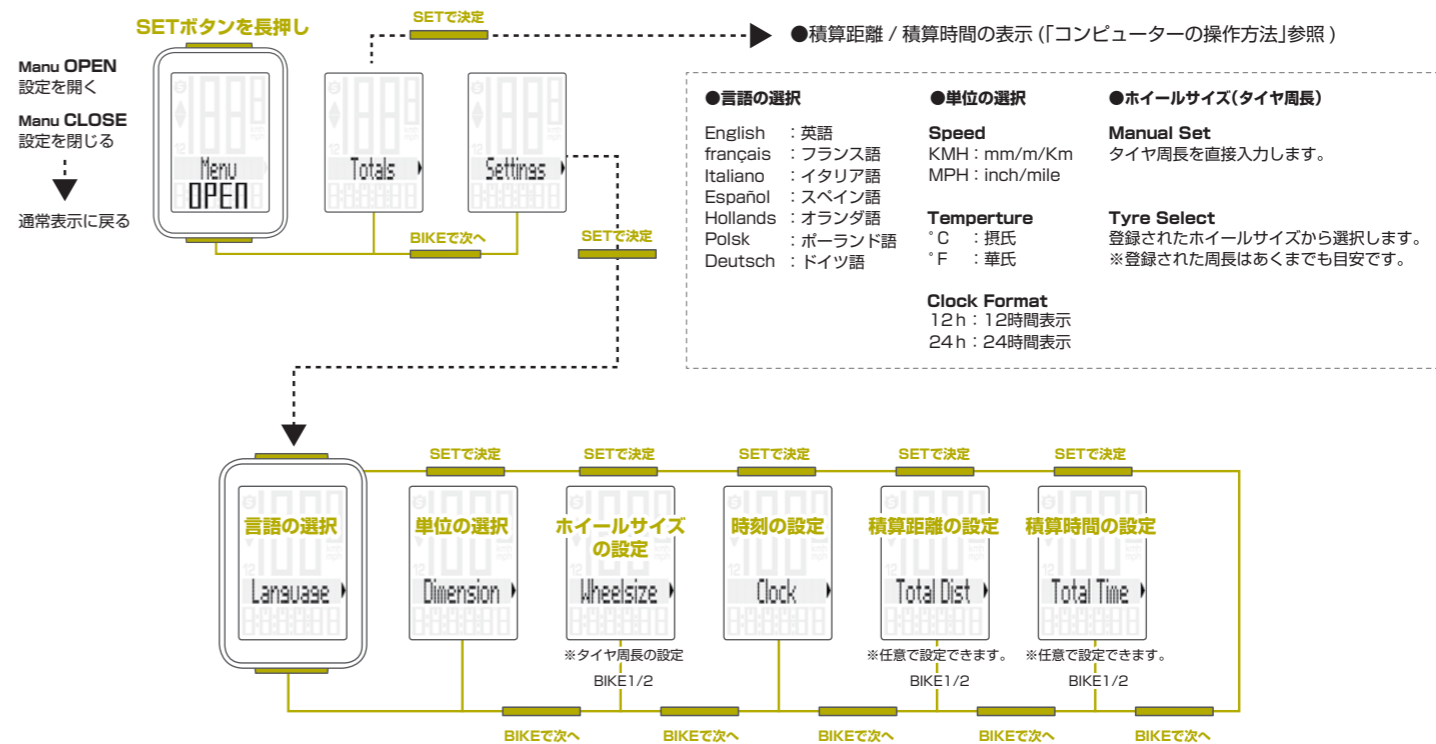 SETボタンを長押し
SETで決定
●積算距離 / 積算時間の表示 (「コンピューターの操作方法」参照 )
Manu OPEN
設定を開く
Manu CLOSE
設定を閉じる
通常表示に戻る
Menu
OPEN
Totals
Settings
BIKEで次へ
SETで決定
●言語の選択
English :英語
français :フランス語
Italiano :イタリア語
Español :スペイン語
Hollands :オランダ語
Polsk :ポーランド語
Deutsch :ドイツ語
●単位の選択
Speed
KMH:mm/m/Km
MPH:inch/mile
Temperture
°C :摂氏
°F :華氏
Clock Format
12h:12時間表示
24h:24時間表示
●ホイールサイズ(タイヤ周長)
Manual Set
タイヤ周長を直接入力します。
Tyre Select
登録されたホイールサイズから選択します。
※登録された周長はあくまでも目安です。
SETで決定
SETで決定
SETで決定
SETで決定
SETで決定
言語の選択
Language
単位の選択
Dimension
ホイールサイズ
の設定
Wheelsize
※タイヤ周長の設定
BIKE1/2
時刻の設定
Clock
積算距離の設定
Total Dist
※任意で設定できます。
BIKE1/2
積算時間の設定
Total Time
※任意で設定できます。
BIKE1/2
BIKEで次へ
BIKEで次へ
BIKEで次へ
BIKEで次へ
BIKEで次へ